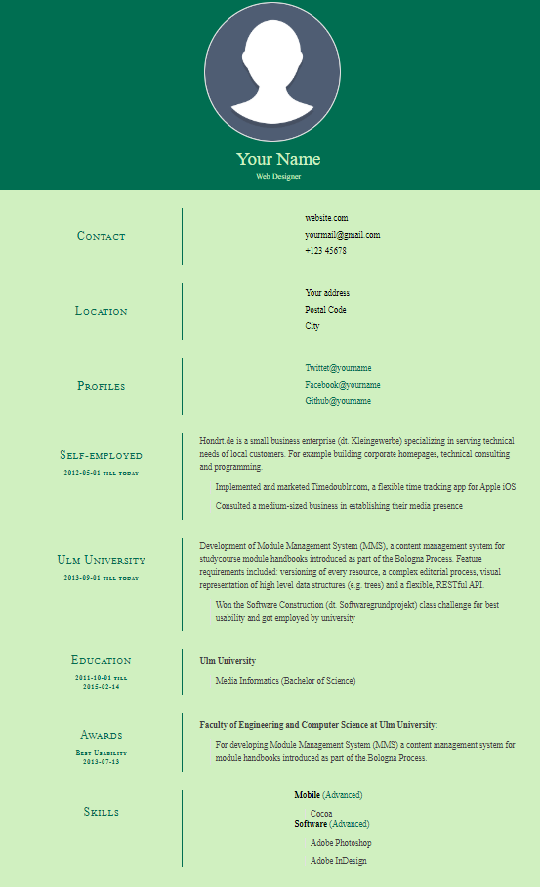 Your Name
Web Designer
Contact
website.com
yourmail@gmail.com
+123 45678
Location
Your address
Postal Code
City
Profiles
Twitter@yourname
Facebook@yourname
Github@yourname
Self-employed
2012-05-01 till today
Hondrt.de is a small business enterprise (dt. Kleingewerbe) specializing in serving technical
needs of local customers. For example building corporate homepages, technical consulting
and programming.
Implemented and marketed Timedoublr.com, a flexible time tracking app for Apple iOS
Consulted a medium-sized business in establishing their media presence
Ulm University
2013-09-01 till today
Development of Module Management System (MMS), a content management system for
studycourse module handbooks introduced as part of the Bologna Process. Feature
requirements included: versioning of every resource, a complex editorial process, visual
representation of high level data structures (e.g. trees) and a flexible, RESTful API.
Won the Software Construction (dt. Softwaregrundprojekt) class challenge for best
usability and got employed by university
Education
2011-10-01 till
2015-02-14
Ulm University
Media Informatics (Bachelor of Science)
Awards
Best Usability
2013-07-13
Faculty of Engineering and Computer Science at Ulm University:
For developing Module Management System (MMS) a content management system for
module handbooks introduced as part of the Bologna Process.
Skills
Mobile (Advanced)
Cocoa
Software (Advanced)
Adobe Photoshop
Adobe InDesign